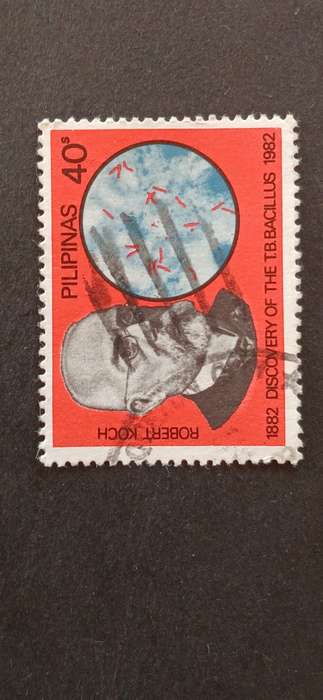 PILIPINAS 40s
ROBERT KOCH
1882 DISCOVERY OF THE T.B. BACILLUS 1982